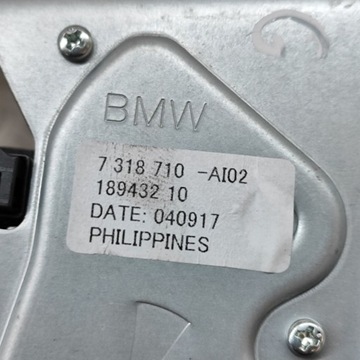 BMW
7 318 710 -AI02
189432 10
DATE: 040917
PHILIPPINES